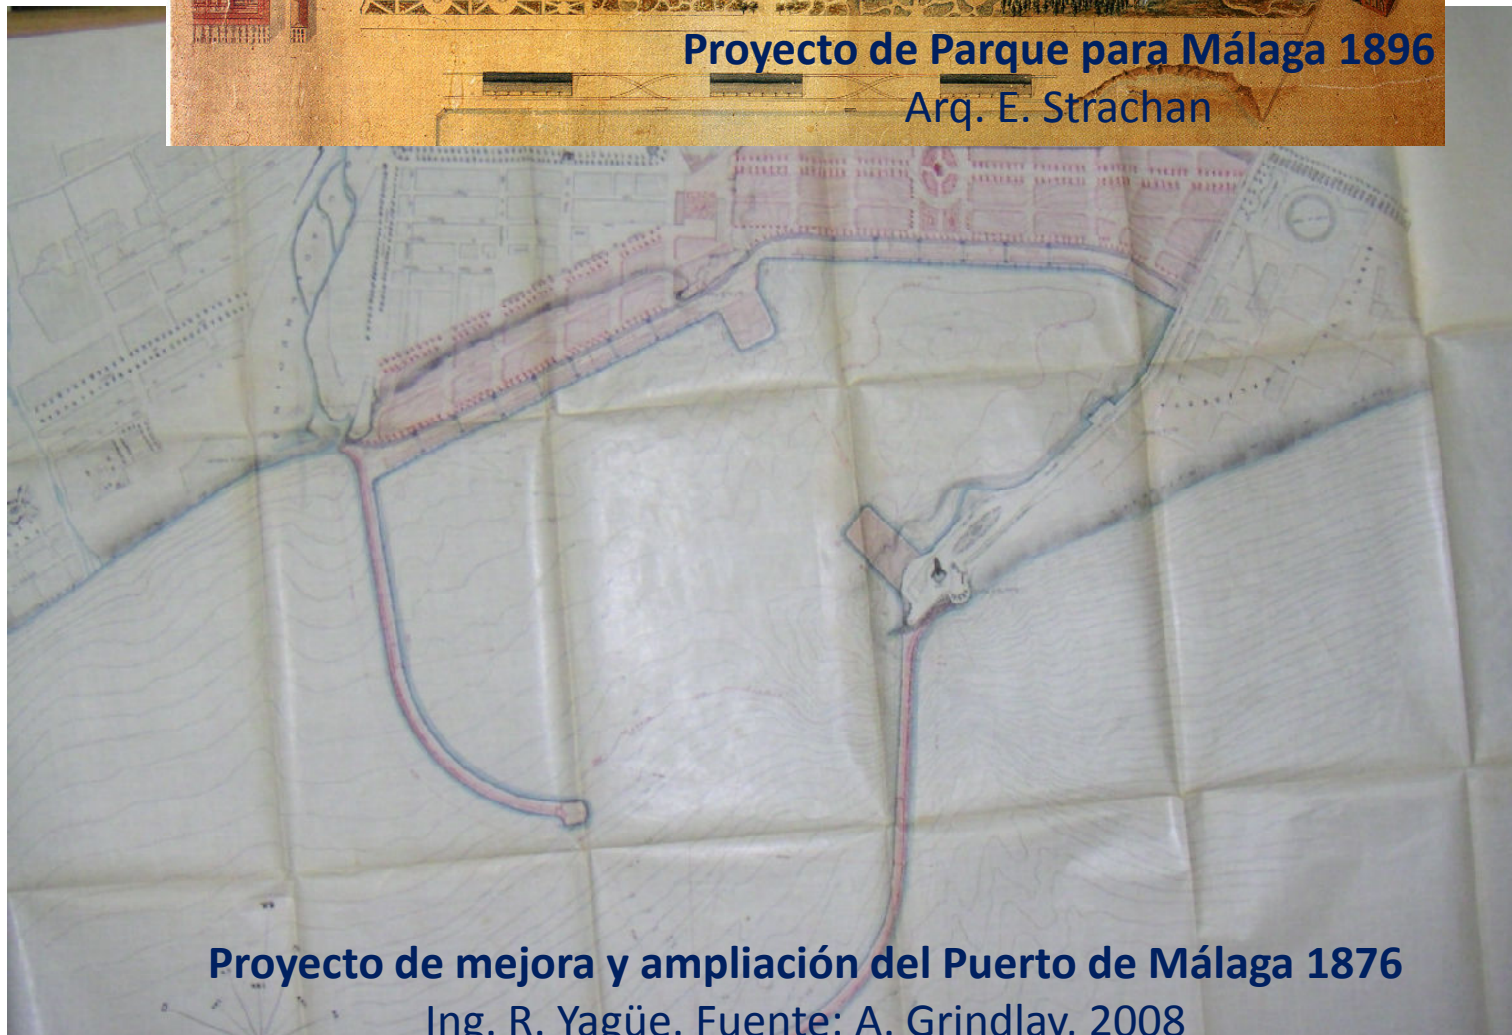 Proyecto de Parque para Málaga 1896
Arq. E. Strachan
Proyecto de mejora y ampliación del Puerto de Málaga 1876
Ing. R. Yagüe. Fuente: A. Grindlay, 2008